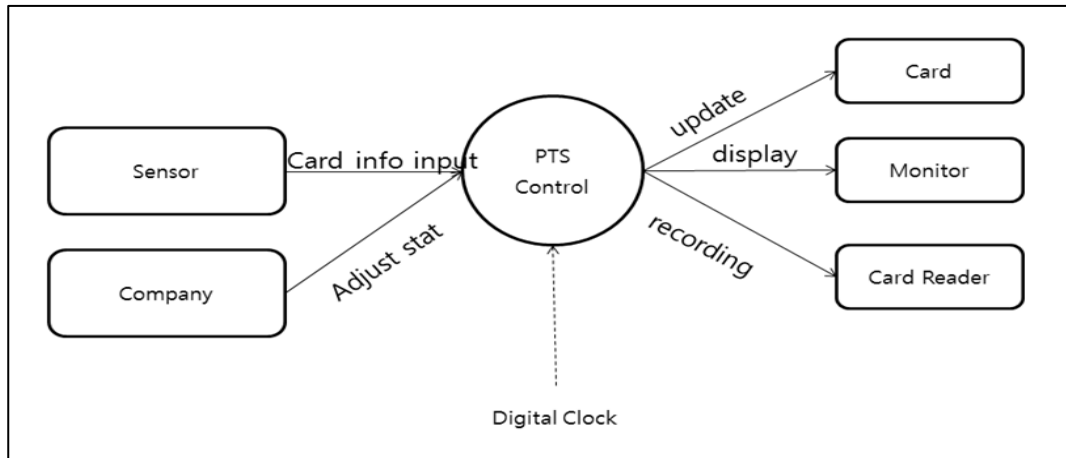 Sensor
Card info input
Company
Adjust stat
PTS
Control
Digital Clock
update
display
recording
Card
Monitor
Card Reader